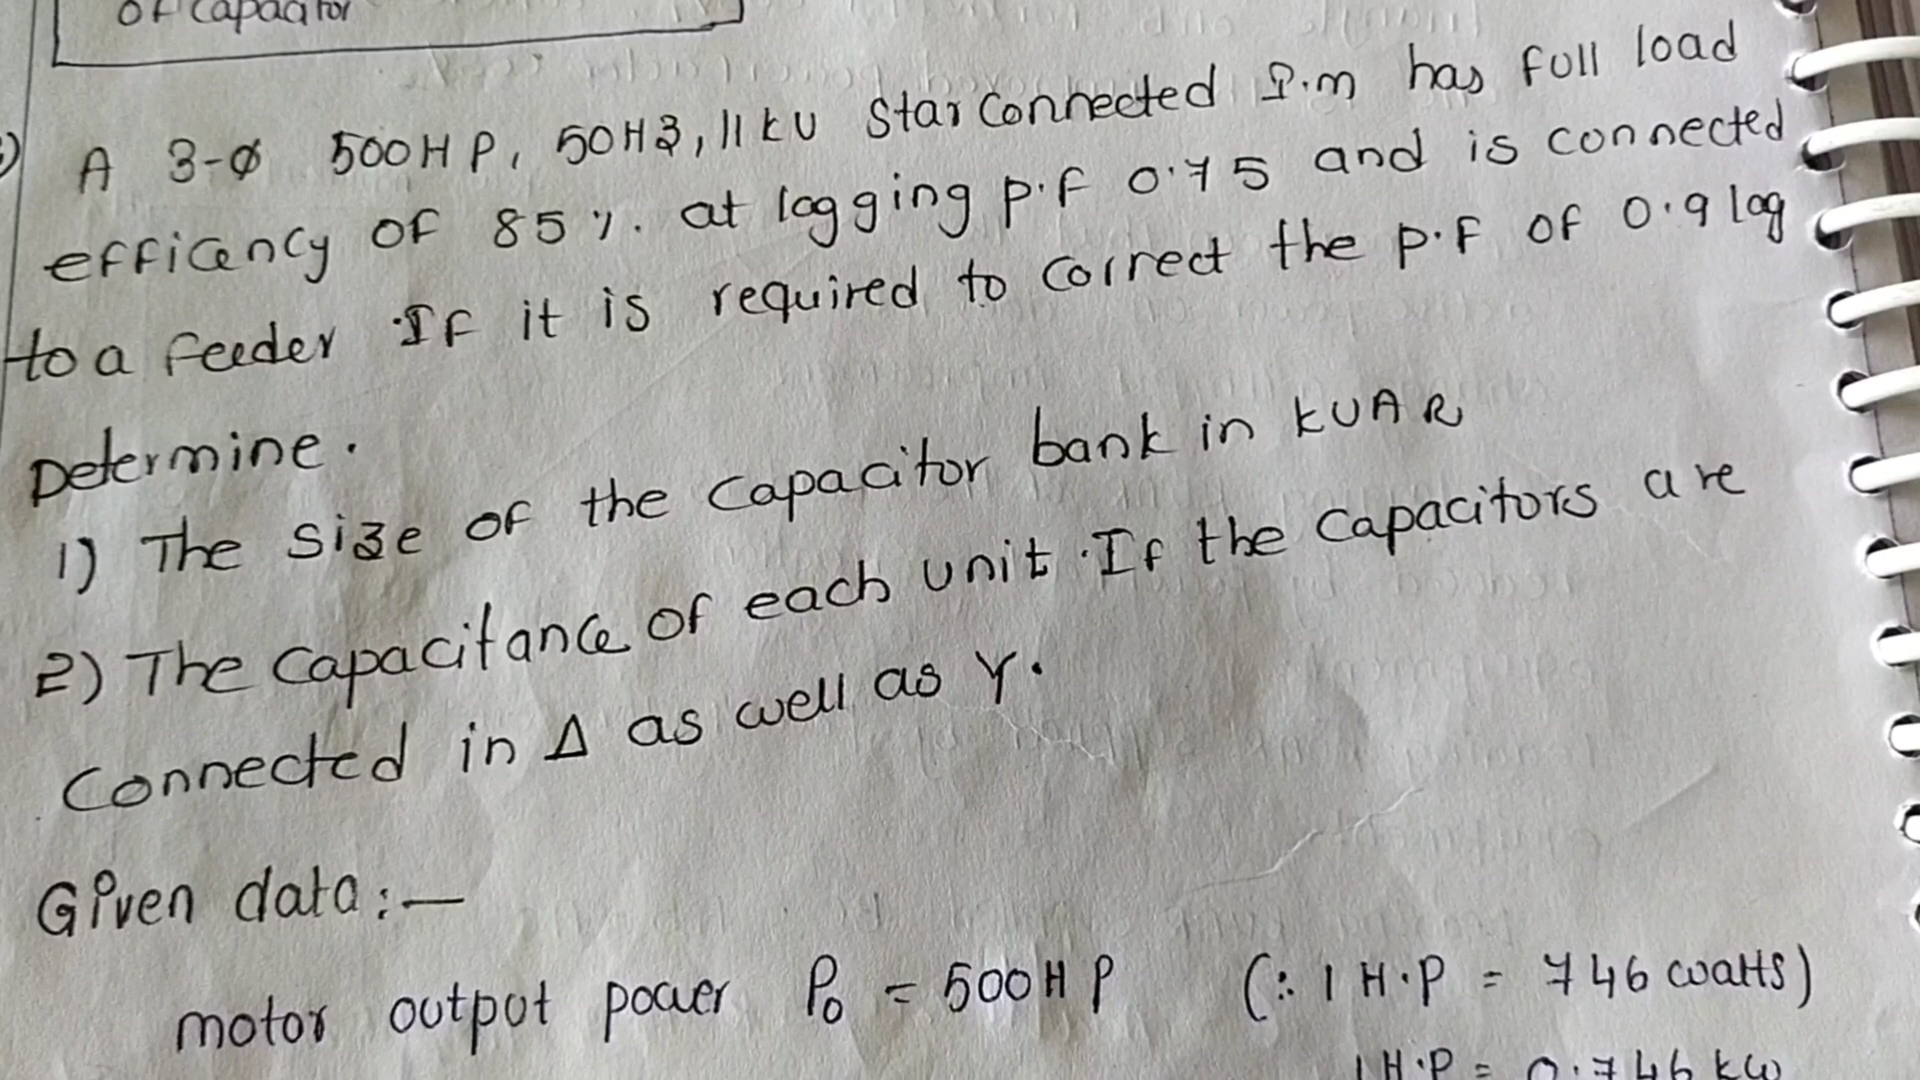 of capacitor
A 3-ϕ 500HP, 50HZ, 11kV Star Connected I.m has full load
efficency of 85%. at lagging p.f 0.75 and is connected
to a feeder .If it is required to correct the p.f of 0.9 lag
Determine.
1) The size of the capacitor bank in KVAR
2) The capacitance of each unit .If the capacitors are
Connected in Δ as well as Y.
Given data:—
motor output power P₀ = 500HP (∵ 1 H.P = 746 watts)
1 H.P = 0.746 kW